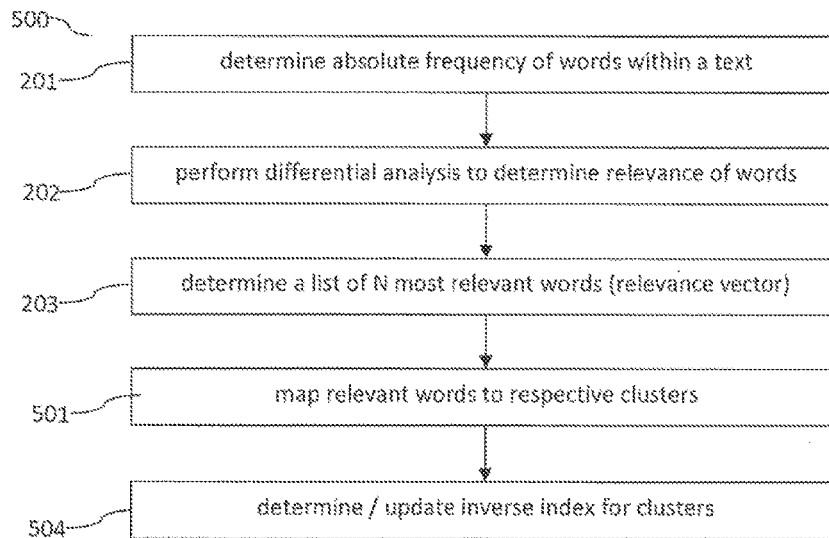 500
determine absolute frequency of words within a text
201
perform differential analysis to determine relevance of words
202
determine a list of N most relevant words (relevance vector)
203
map relevant words to respective clusters
501
determine / update inverse index for clusters
504